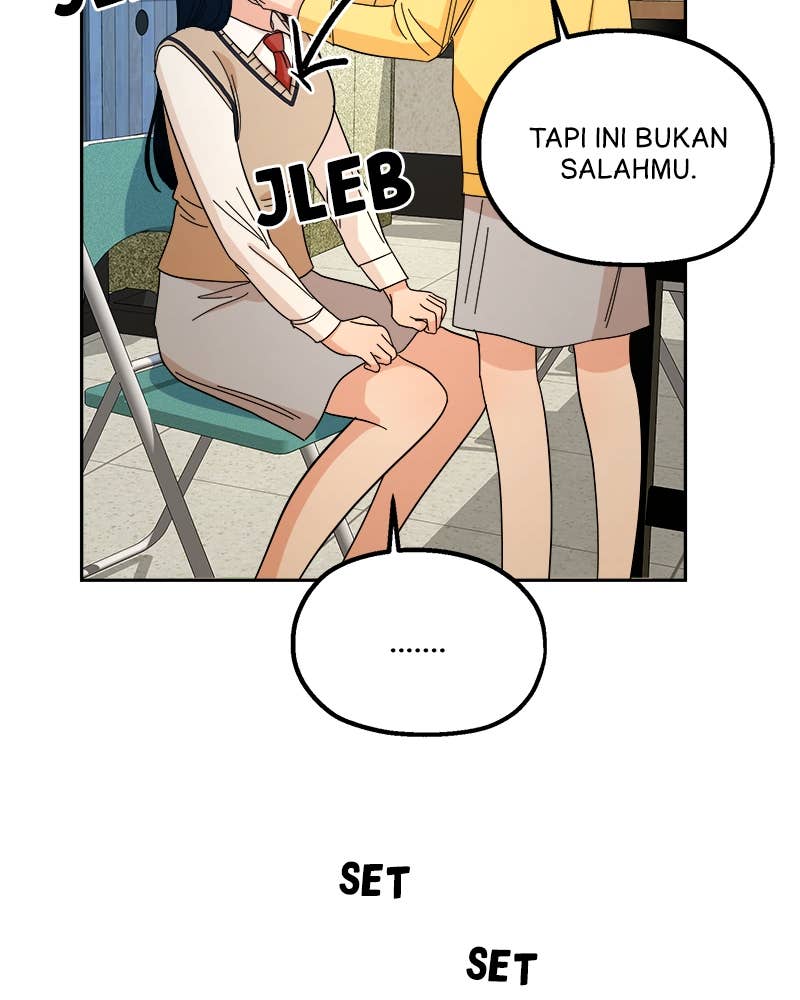 JLEB
TAPI INI BUKAN
SALAHMU.
.......
SET
SET